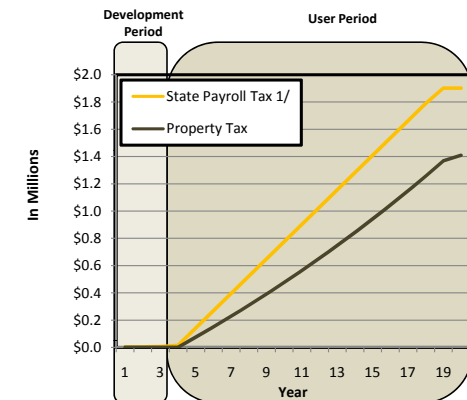 Development
Period
User Period
$2.0
$1.8
$1.6
$1.4
$1.2
$1.0
$0.8
$0.6
$0.4
$0.2
$0.0
In Millions
State Payroll Tax 1/
Property Tax
1 3 5 7 9 11 13 15 17 19
Year